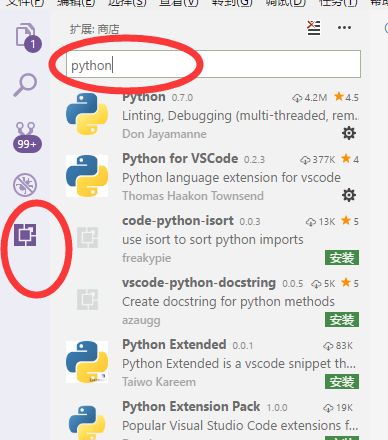 文件(F) 编辑(E) 选择(S) 查看(V) 转到(G) 调试(D) 任务(T) 帮助(H)
扩展: 商店
1
python
99+
Python 0.7.0 4.2M 4.5
Linting, Debugging (multi-threaded, rem...
Don Jayamanne
Python for VSCode 0.2.3 377K 4
Python language extension for vscode
Thomas Haakon Townsend
code-python-isort 0.0.3 13K 5
use isort to sort python imports
freakypie 安装
vscode-python-docstring 0.0.5 5K 5
Create docstring for python methods
azaugg 安装
Python Extended 0.0.1 83K
Python Extended is a vscode snippet th...
Taiwo Kareem 安装
Python Extension Pack 1.0.0 19K
Popular Visual Studio Code extensions f...